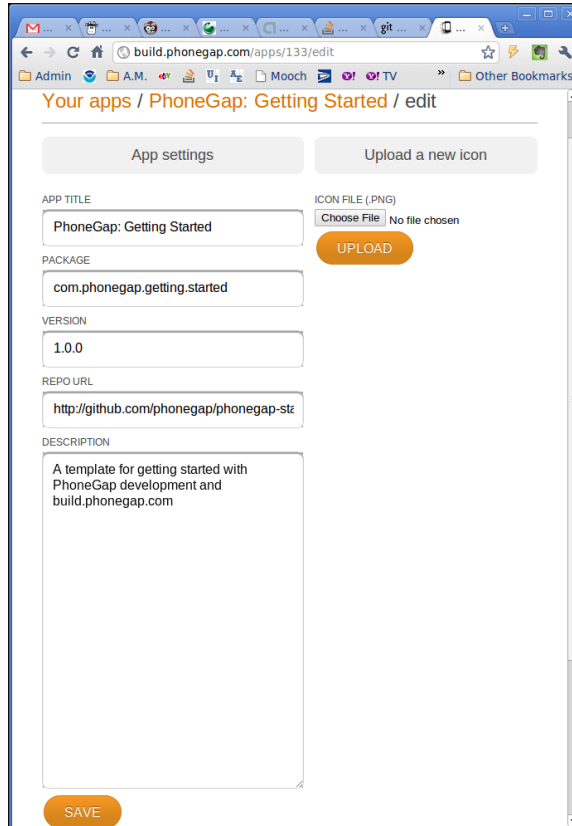 M ...
...
...
...
...
...
git ...
...
build.phonegap.com/apps/133/edit
Admin
A.M.
Mooch
TV
»
Other Bookmarks
Your apps / PhoneGap: Getting Started / edit
App settings
Upload a new icon
APP TITLE
ICON FILE (.PNG)
PhoneGap: Getting Started
Choose File No file chosen
UPLOAD
PACKAGE
com.phonegap.getting.started
VERSION
1.0.0
REPO URL
http://github.com/phonegap/phonegap-sta
DESCRIPTION
A template for getting started with
PhoneGap development and
build.phonegap.com
SAVE